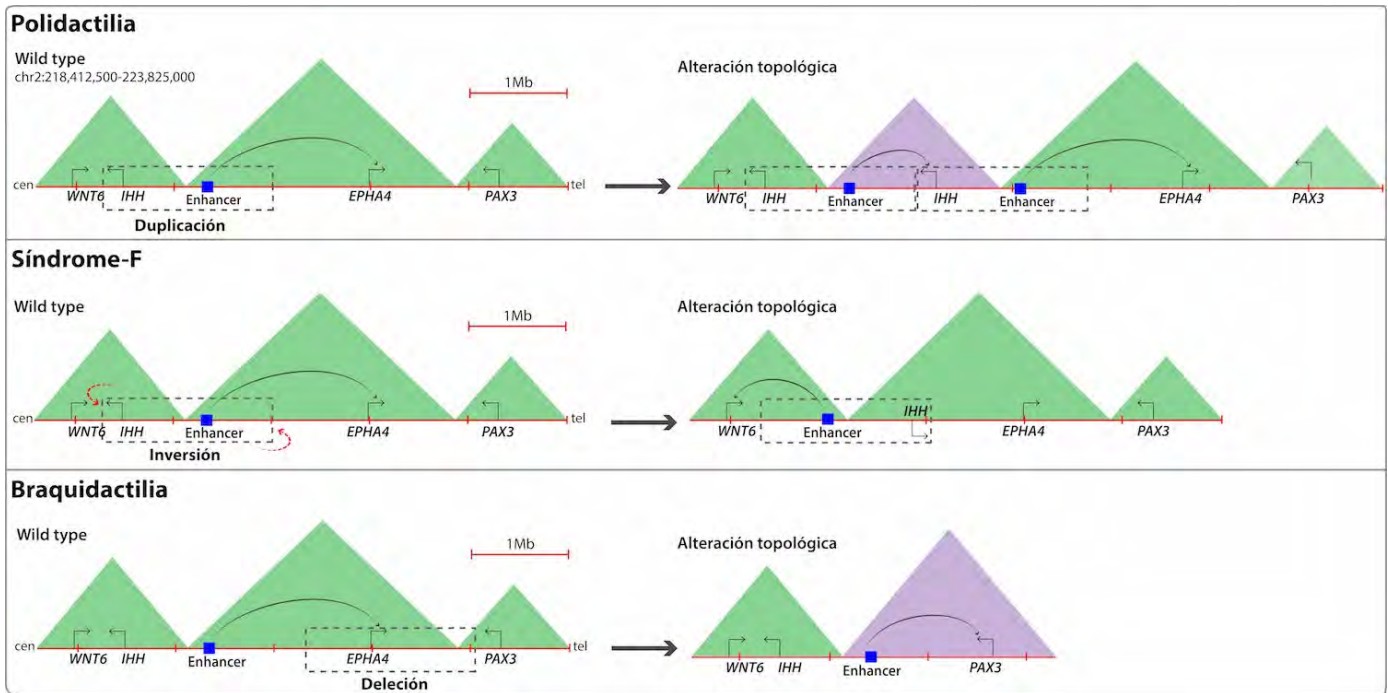 Polidactilia
Wild type
chr2:218,412,500-223,825,000
1Mb
cen
WNT6
IHH
Enhancer
EPHA4
PAX3
tel
Duplicación
Alteración topológica
WNT6
IHH
Enhancer
IHH
Enhancer
EPHA4
PAX3
Síndrome-F
Wild type
1Mb
cen
WNT6
IHH
Enhancer
EPHA4
PAX3
tel
Inversión
Alteración topológica
WNT6
Enhancer
IHH
EPHA4
PAX3
Braquidactilia
Wild type
1Mb
cen
WNT6
IHH
Enhancer
EPHA4
PAX3
tel
Deleción
Alteración topológica
WNT6
IHH
Enhancer
PAX3